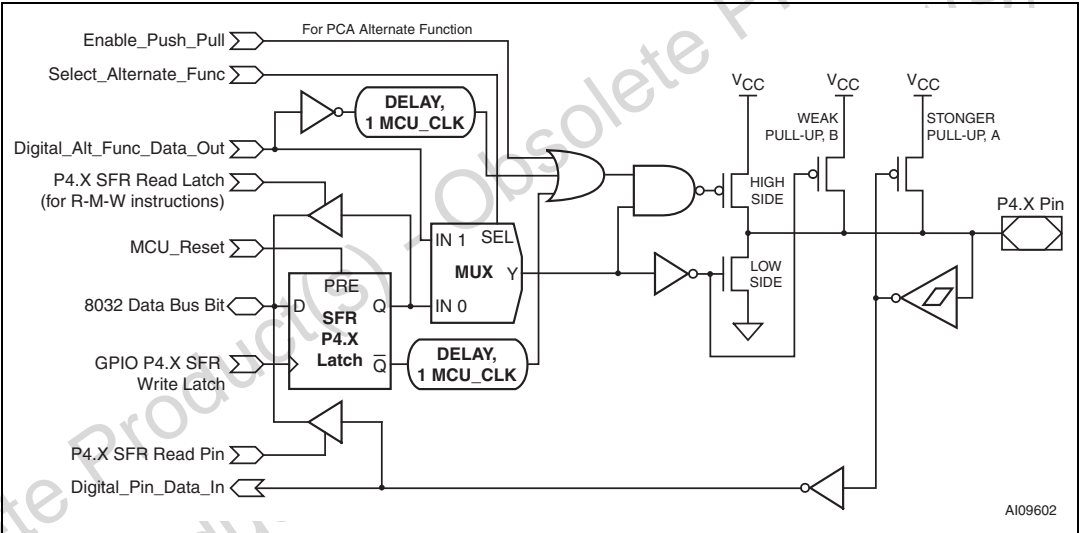 Enable_Push_Pull
For PCA Alternate Function
Select_Alternate_Func
DELAY,
1 MCU_CLK
Digital_Alt_Func_Data_Out
P4.X SFR Read Latch
(for R-M-W instructions)
MCU_Reset
8032 Data Bus Bit
GPIO P4.X SFR
Write Latch
P4.X SFR Read Pin
Digital_Pin_Data_In
PRE
D
Q
SFR
P4.X
Latch
Q
DELAY,
1 MCU_CLK
IN 1
SEL
MUX
Y
IN 0
VCC
HIGH
SIDE
LOW
SIDE
VCC
WEAK
PULL-UP, B
VCC
STONGER
PULL-UP, A
P4.X Pin
AI09602
Product(s) - Obsolete P